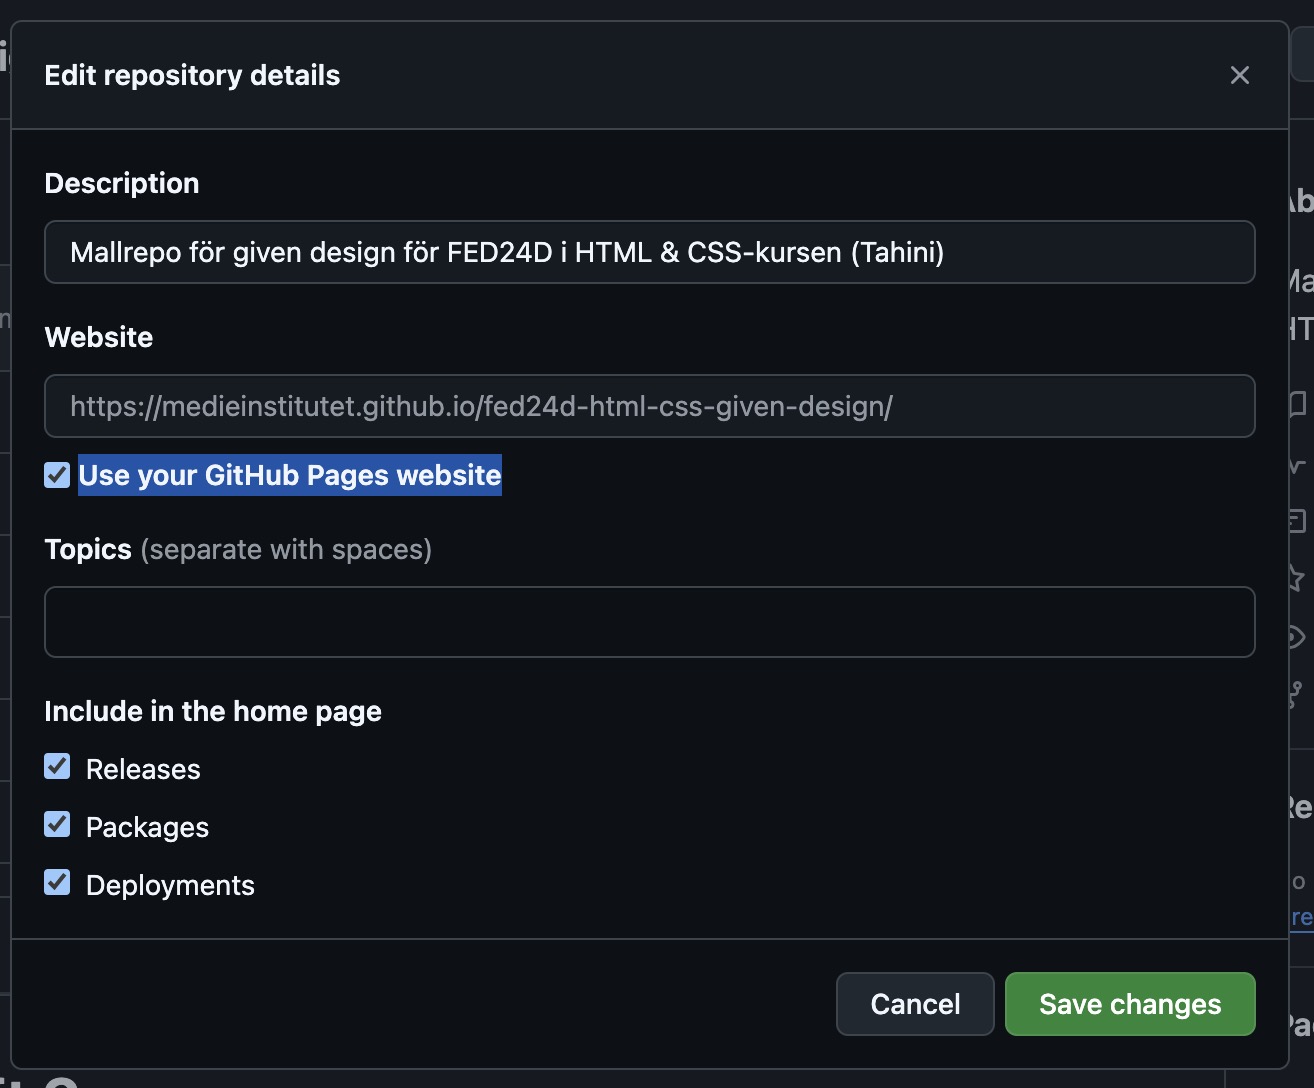 Edit repository details
Description
Mallrepo för given design för FED24D i HTML & CSS-kursen (Tahini)
Website
https://medieinstitutet.github.io/fed24d-html-css-given-design/
Use your GitHub Pages website
Topics (separate with spaces)
Include in the home page
Releases
Packages
Deployments
Cancel
Save changes